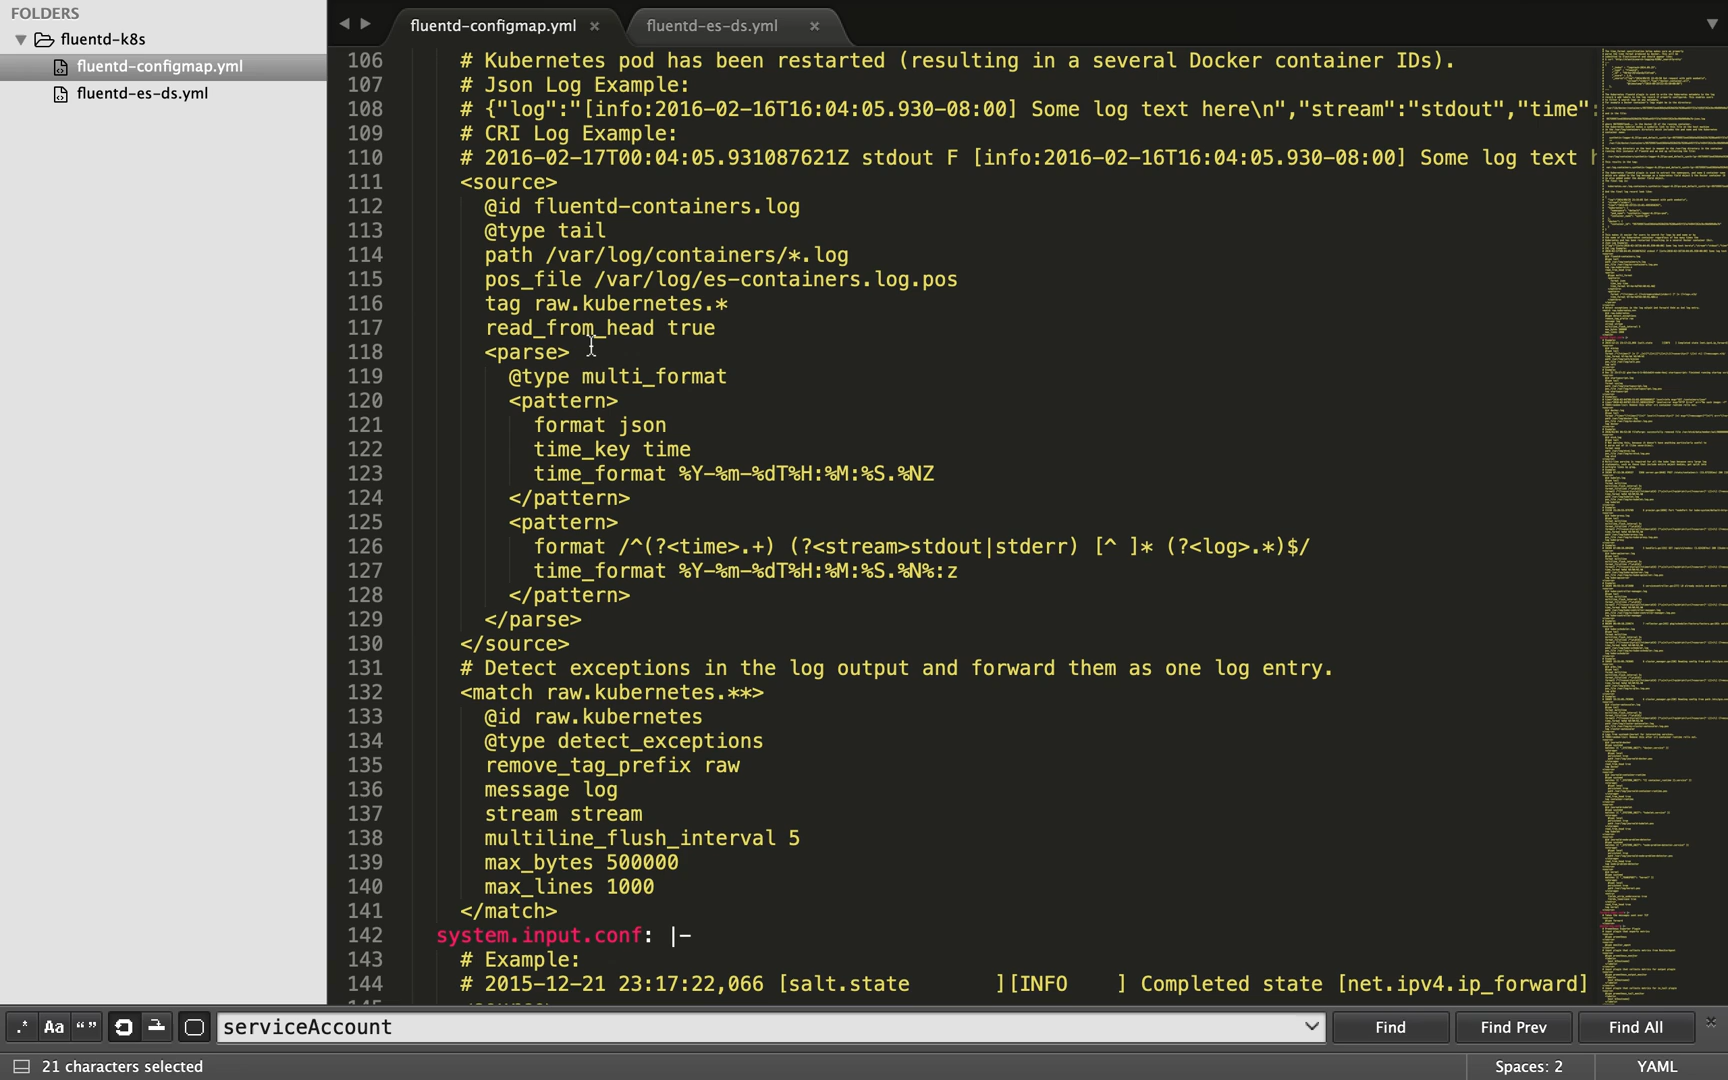 FOLDERS
fluentd-k8s
fluentd-configmap.yml
fluentd-es-ds.yml
fluentd-configmap.yml ×
fluentd-es-ds.yml ×
106 # Kubernetes pod has been restarted (resulting in a several Docker container IDs).
107 # Json Log Example:
108 # {"log":"[info:2016-02-16T16:04:05.930-08:00] Some log text here\n","stream":"stdout","time":
109 # CRI Log Example:
110 # 2016-02-17T00:04:05.931087621Z stdout F [info:2016-02-16T16:04:05.930-08:00] Some log text h
111 <source>
112 @id fluentd-containers.log
113 @type tail
114 path /var/log/containers/*.log
115 pos_file /var/log/es-containers.log.pos
116 tag raw.kubernetes.*
117 read_from_head true
118 <parse>
119 @type multi_format
120 <pattern>
121 format json
122 time_key time
123 time_format %Y-%m-%dT%H:%M:%S.%NZ
124 </pattern>
125 <pattern>
126 format /^(?<time>.+) (?<stream>stdout|stderr) [^ ]* (?<log>.*)$/
127 time_format %Y-%m-%dT%H:%M:%S.%N%:z
128 </pattern>
129 </parse>
130 </source>
131 # Detect exceptions in the log output and forward them as one log entry.
132 <match raw.kubernetes.**>
133 @id raw.kubernetes
134 @type detect_exceptions
135 remove_tag_prefix raw
136 message log
137 stream stream
138 multiline_flush_interval 5
139 max_bytes 500000
140 max_lines 1000
141 </match>
142 system.input.conf: |-
143 # Example:
144 # 2015-12-21 23:17:22,066 [salt.state       ][INFO    ] Completed state [net.ipv4.ip_forward]
.* Aa “” serviceAccount Find Find Prev Find All ×
21 characters selected Spaces: 2 YAML